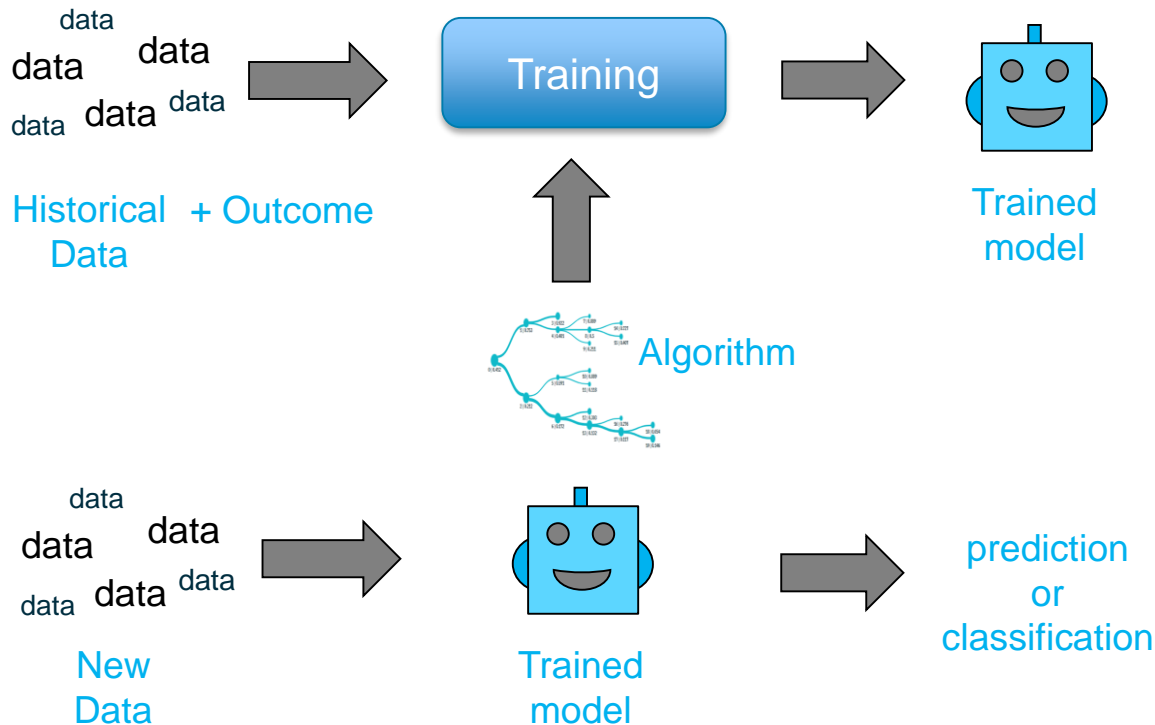 data
data
data
data
data
data
Training
Historical + Outcome
Data
Trained
model
Algorithm
data
data
data
data
data
data
New
Data
Trained
model
prediction
or
classification